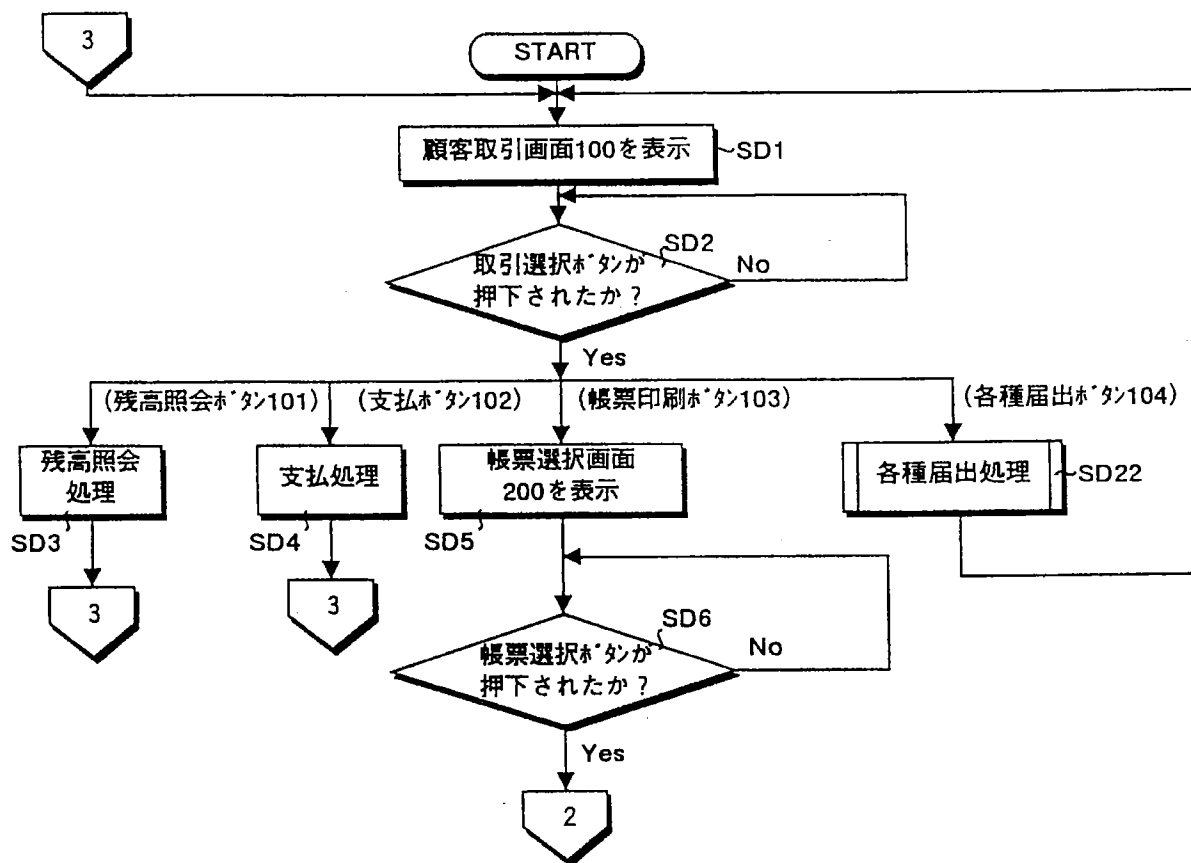 3
START
顧客取引画面100を表示
SD1
SD2
取引選択ﾎﾞﾀﾝが
押下されたか?
No
Yes
(残高照会ﾎﾞﾀﾝ101)
(支払ﾎﾞﾀﾝ102)
(帳票印刷ﾎﾞﾀﾝ103)
(各種届出ﾎﾞﾀﾝ104)
残高照会
処理
支払処理
帳票選択画面
200を表示
各種届出処理
SD22
SD3
SD4
SD5
3
3
SD6
帳票選択ﾎﾞﾀﾝが
押下されたか?
No
Yes
2